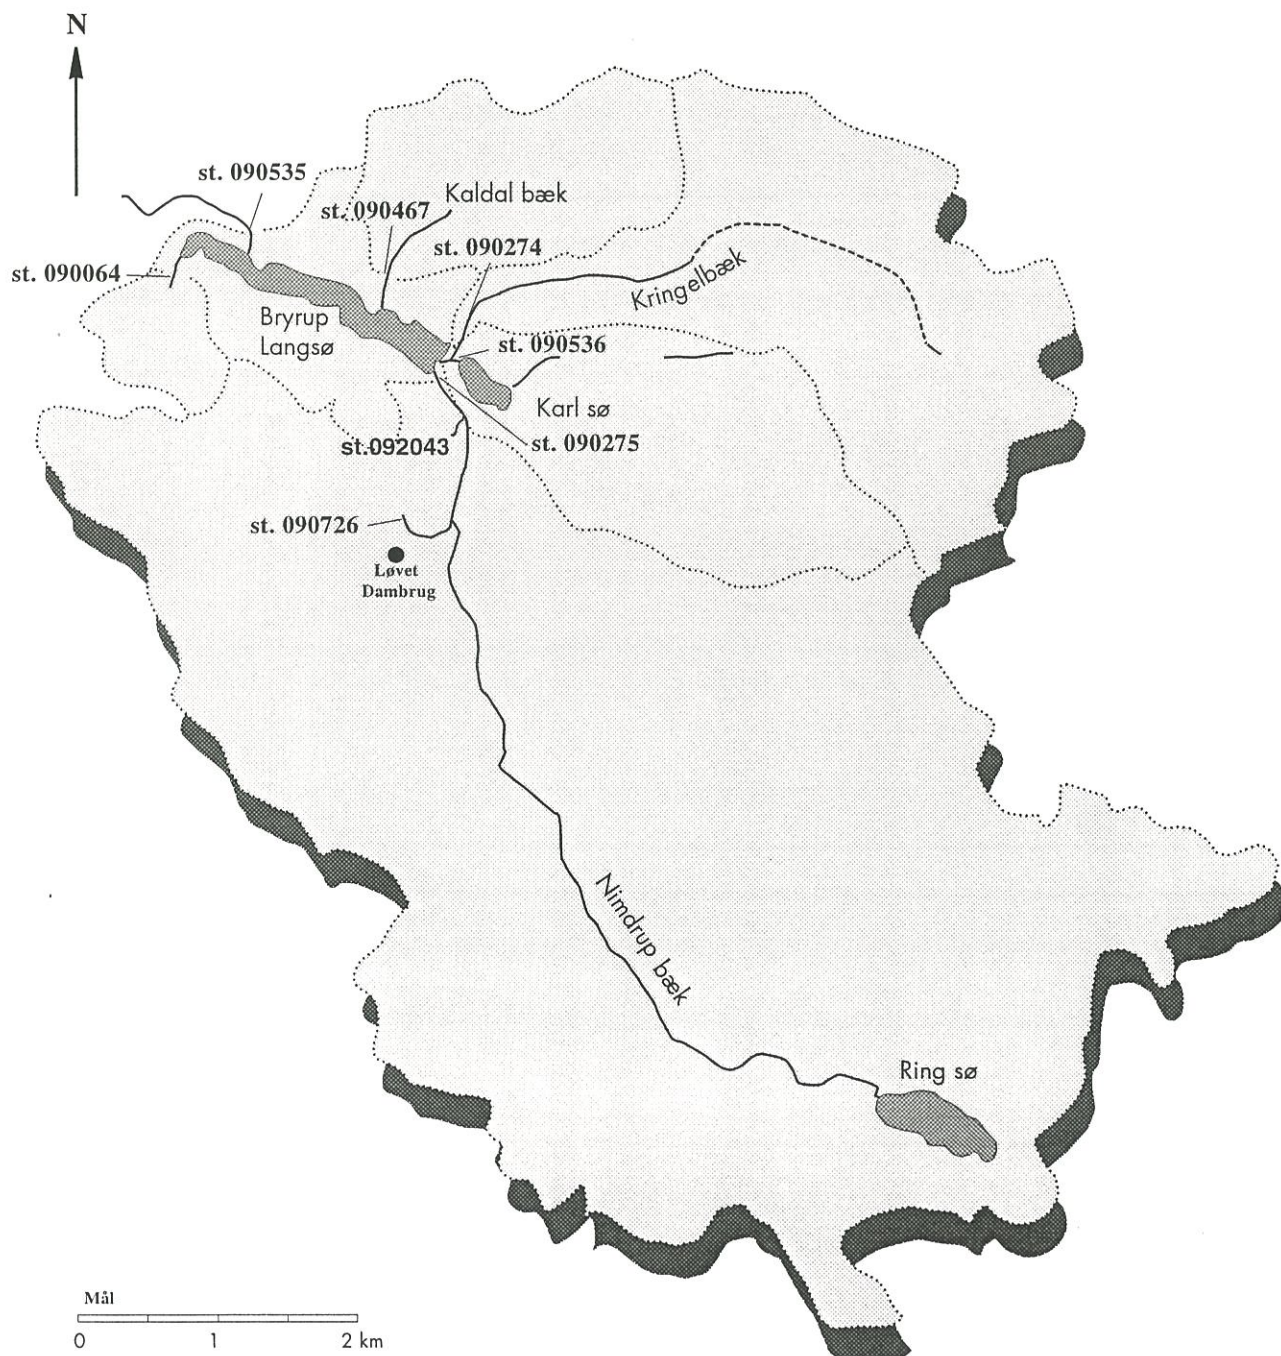 N
st. 090535
Kaldal bæk
st. 090467
st. 090274
st. 090064
Kringelbæk
Bryrup
Langsø
st. 090536
Karl sø
st.092043
st. 090275
st. 090726
Løvet
Dambrug
Nimdrup bæk
Ring sø
Mål
0 1 2 km